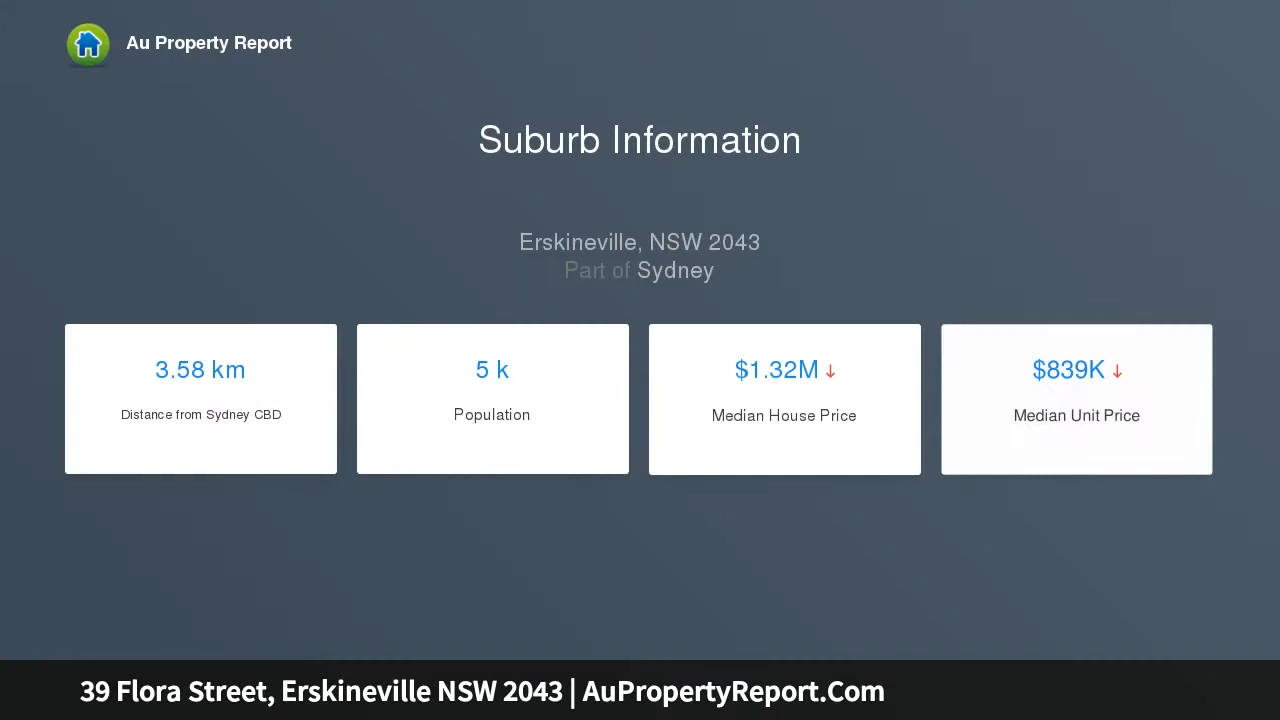 Au Property Report
Suburb Information
Erskineville, NSW 2043
Part of Sydney
3.58 km
Distance from Sydney CBD
5 k
Population
$1.32M ↓
Median House Price
$839K ↓
Median Unit Price
39 Flora Street, Erskineville NSW 2043 | AuPropertyReport.Com